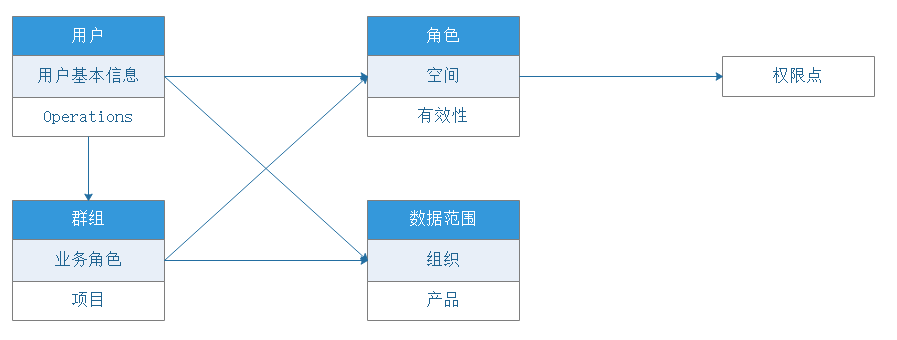 用户
用户基本信息
Operations
角色
空间
有效性
权限点
群组
业务角色
项目
数据范围
组织
产品